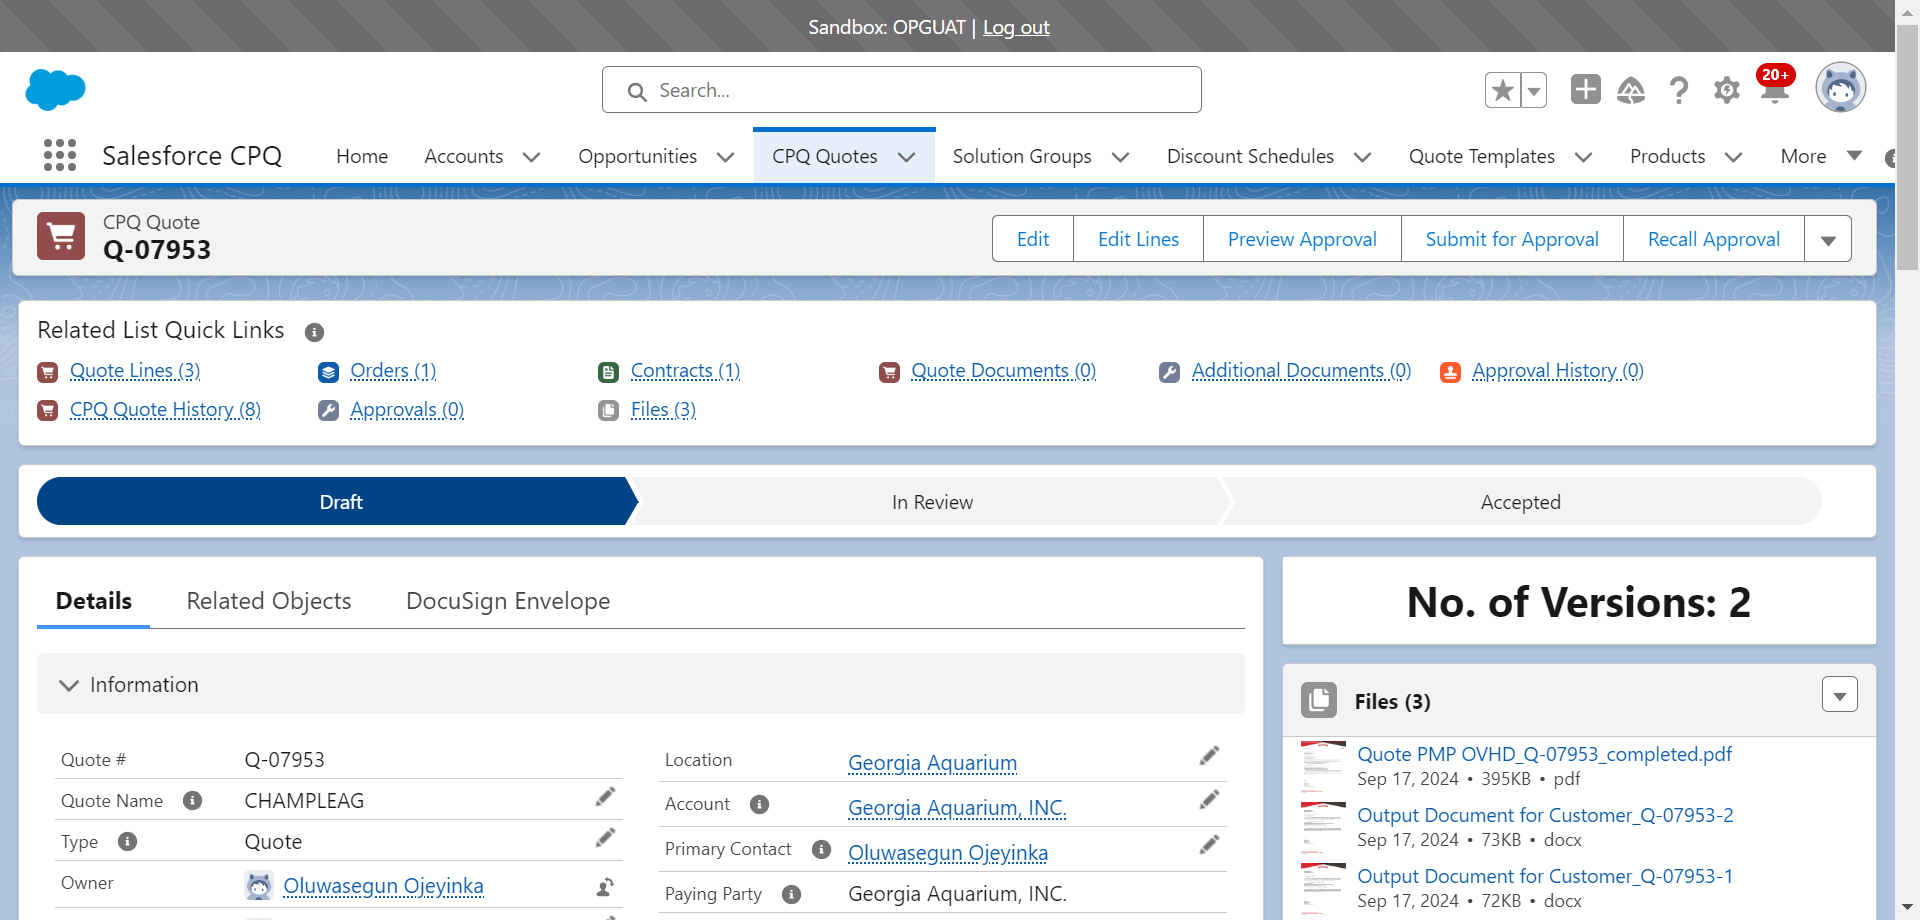 Sandbox: OPGUAT | Log out
Search...
20+
Salesforce CPQ
Home
Accounts
Opportunities
CPQ Quotes
Solution Groups
Discount Schedules
Quote Templates
Products
More
CPQ Quote
Q-07953
Edit
Edit Lines
Preview Approval
Submit for Approval
Recall Approval
Related List Quick Links
Quote Lines (3)
Orders (1)
Contracts (1)
Quote Documents (0)
Additional Documents (0)
Approval History (0)
CPQ Quote History (8)
Approvals (0)
Files (3)
Draft
In Review
Accepted
Details
Related Objects
DocuSign Envelope
Information
Quote #
Q-07953
Quote Name
CHAMPLEAG
Type
Quote
Owner
Oluwasegun Ojeyinka
Location
Georgia Aquarium
Account
Georgia Aquarium, INC.
Primary Contact
Oluwasegun Ojeyinka
Paying Party
Georgia Aquarium, INC.
No. of Versions: 2
Files (3)
Quote PMP OVHD_Q-07953_completed.pdf
Sep 17, 2024 • 395KB • pdf
Output Document for Customer_Q-07953-2
Sep 17, 2024 • 73KB • docx
Output Document for Customer_Q-07953-1
Sep 17, 2024 • 72KB • docx